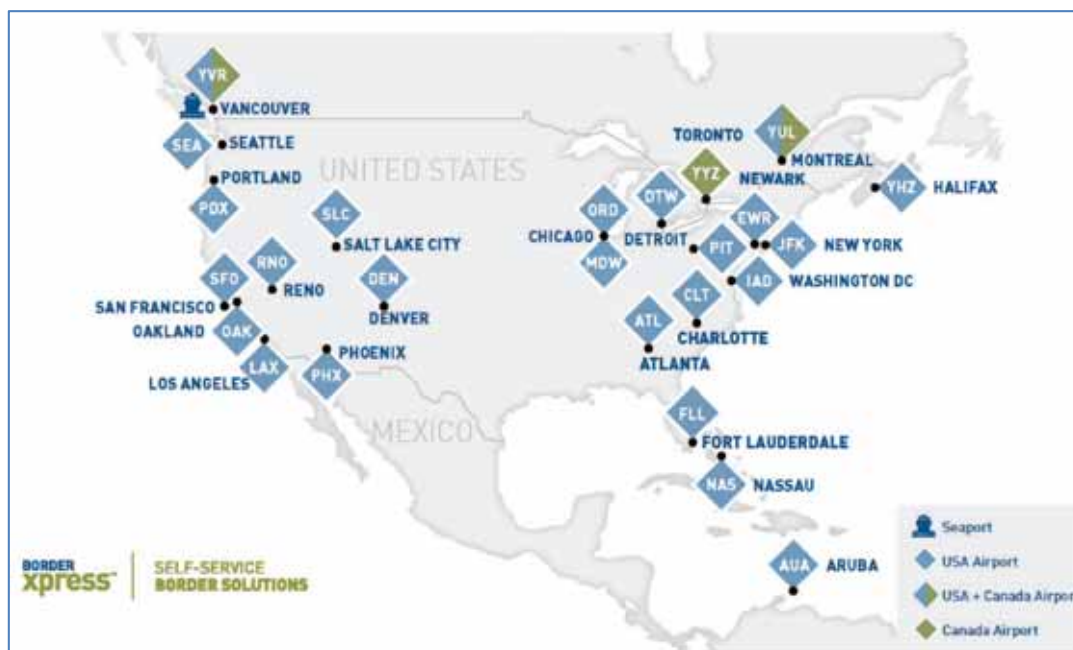 YVR
VANCOUVER
SEA
SEATTLE
PORTLAND
PDX
UNITED STATES
SLC
SALT LAKE CITY
RNO
RENO
SFO
SAN FRANCISCO
OAKLAND
OAK
LOS ANGELES
LAX
DEN
DENVER
PHOENIX
PHX
MEXICO
TORONTO
YUL
MONTREAL
YYZ
NEWARK
YHZ
HALIFAX
ORD
CHICAGO
MDW
DTW
DETROIT
PIT
EWR
JFK
NEW YORK
IAD
WASHINGTON DC
CLT
CHARLOTTE
ATL
ATLANTA
FLL
FORT LAUDERDALE
NAS
NASSAU
AUA
ARUBA
Seaport
USA Airport
USA + Canada Airport
Canada Airport
BORDER
xpress™
SELF-SERVICE
BORDER SOLUTIONS